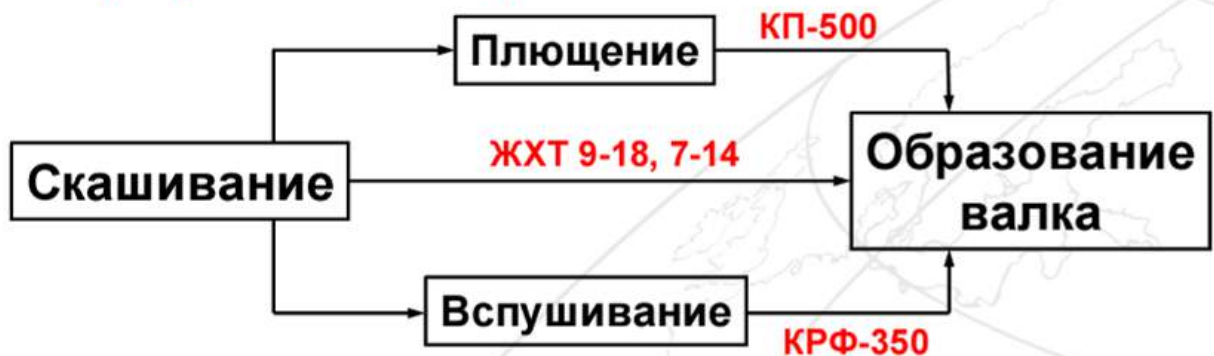 КП-500
Плющение
ЖХТ 9-18, 7-14
Скашивание
Образование
валка
Вспушивание
КРФ-350